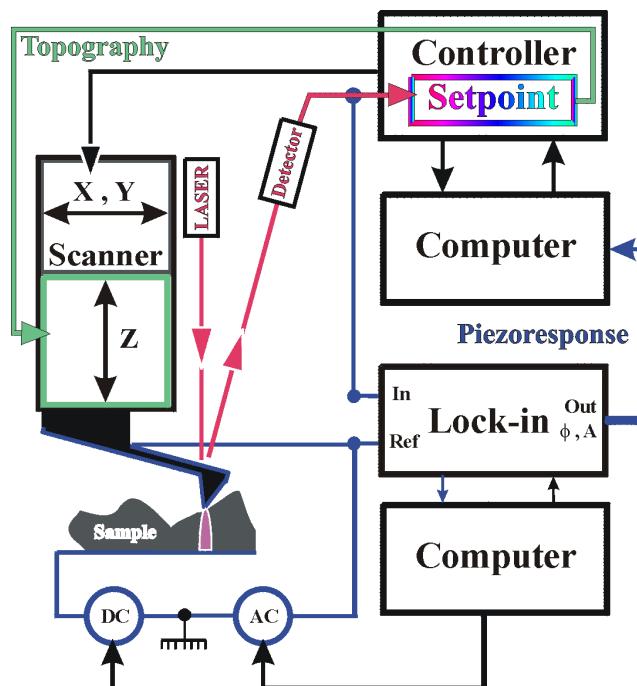 Topography
Controller
Setpoint
X , Y
Scanner
LASER
Detector
Computer
Z
Piezoresponse
In
Ref
Lock-in
Out
ϕ , A
Sample
Computer
DC
AC